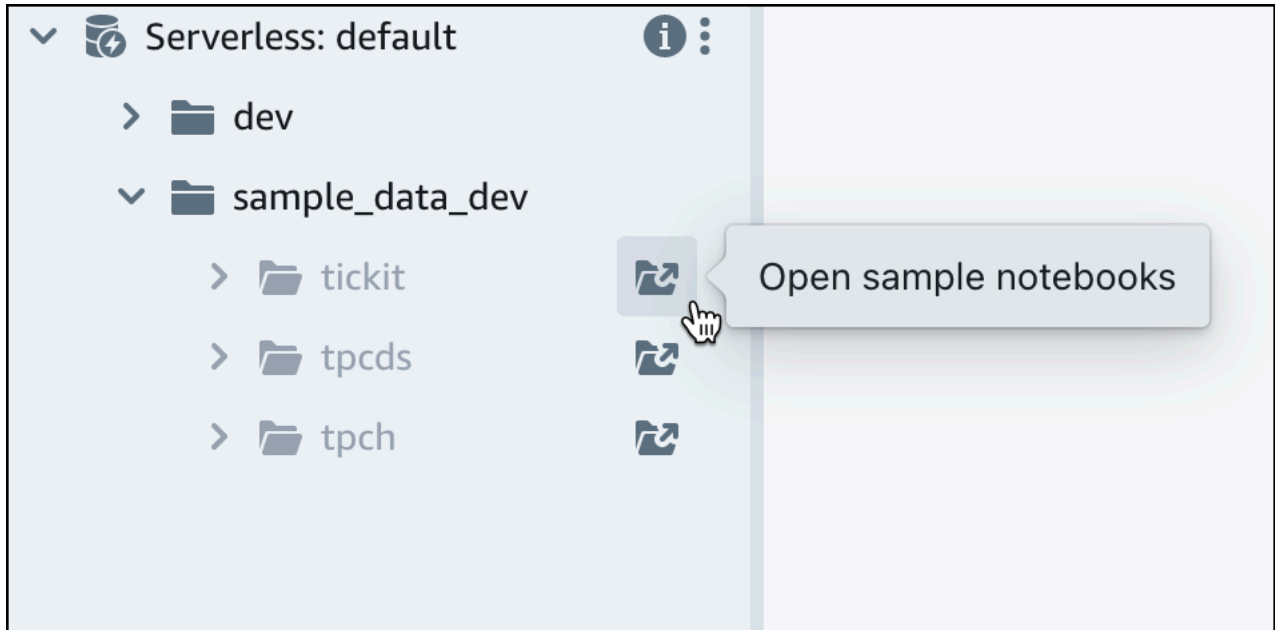 Serverless: default
dev
sample_data_dev
tickit
Open sample notebooks
tpcds
tpch